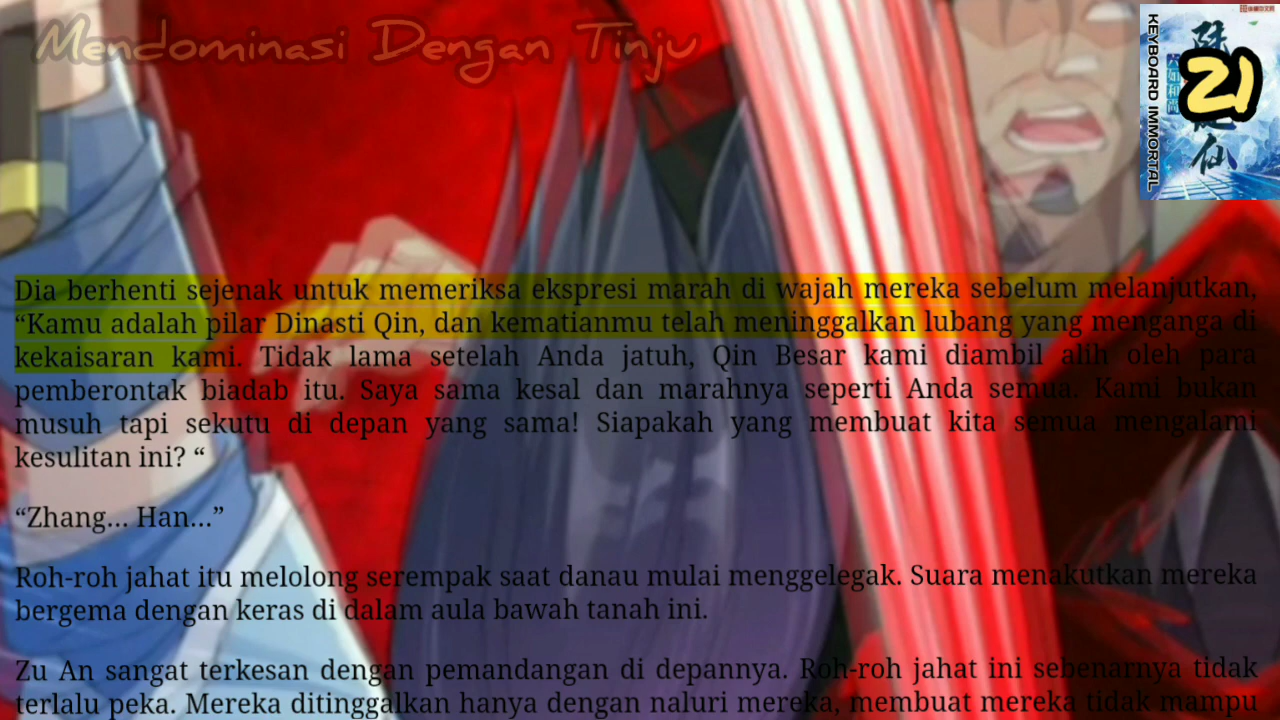 Mendominasi Dengan Tinju
KEYBOARD IMMORTAL
21
Dia berhenti sejenak untuk memeriksa ekspresi marah di wajah mereka sebelum melanjutkan,
“Kamu adalah pilar Dinasti Qin, dan kematianmu telah meninggalkan lubang yang menganga di
kekaisaran kami. Tidak lama setelah Anda jatuh, Qin Besar kami diambil alih oleh para
pemberontak biadab itu. Saya sama kesal dan marahnya seperti Anda semua. Kami bukan
musuh tapi sekutu di depan yang sama! Siapakah yang membuat kita semua mengalami
kesulitan ini? “
“Zhang… Han…”
Roh-roh jahat itu melolong serempak saat danau mulai menggelegak. Suara menakutkan mereka
bergema dengan keras di dalam aula bawah tanah ini.
Zu An sangat terkesan dengan pemandangan di depannya. Roh-roh jahat ini sebenarnya tidak
terlalu peka. Mereka ditinggalkan hanya dengan naluri mereka, membuat mereka tidak mampu